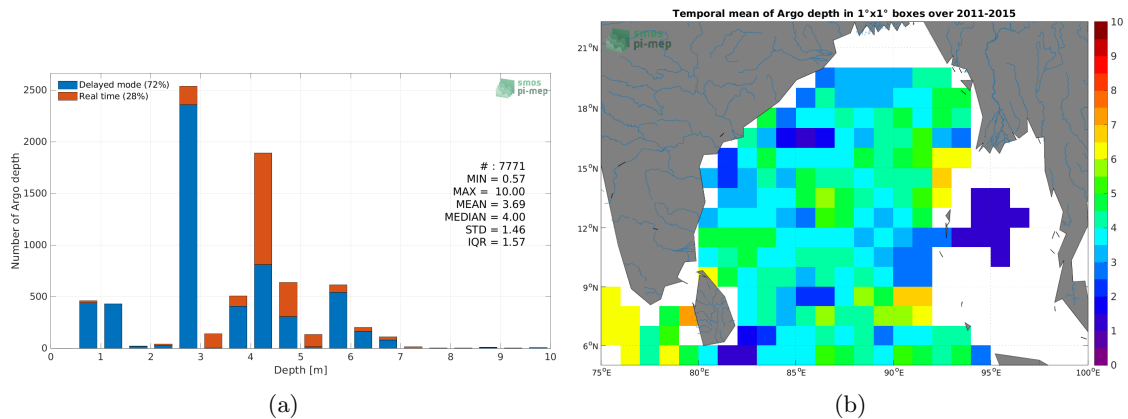 smos
pi-mep
Delayed mode (72%)
Real time (28%)
# : 7771
MIN = 0.57
MAX = 10.00
MEAN = 3.69
MEDIAN = 4.00
STD = 1.46
IQR = 1.57
Number of Argo depth
2500
2000
1500
1000
500
0
0 1 2 3 4 5 6 7 8 9 10
Depth [m]
(a)
Temporal mean of Argo depth in 1°x1° boxes over 2011-2015
smos
pi-mep
21°N
18°N
15°N
12°N
9°N
6°N
75°E 80°E 85°E 90°E 95°E 100°E
10
9
8
7
6
5
4
3
2
1
0
(b)